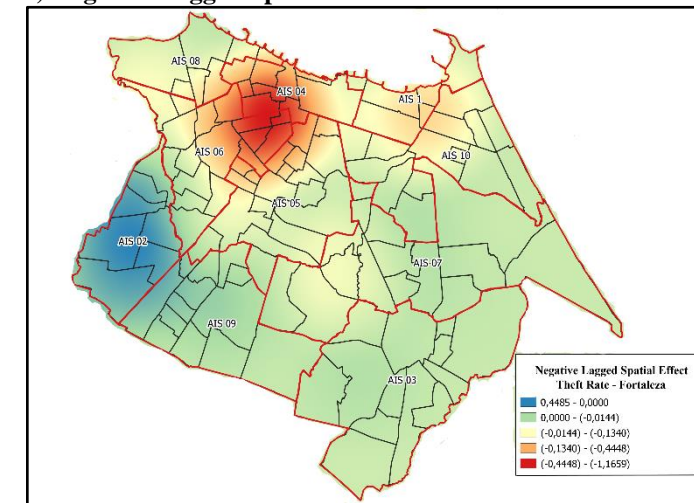 AIS 08
AIS 04
AIS 1
AIS 06
AIS 10
AIS 05
AIS 02
AIS 07
AIS 09
AIS 03
Negative Lagged Spatial Effect
Theft Rate - Fortaleza
0,4485 - 0,0000
0,0000 - (-0,0144)
(-0,0144) - (-0,1340)
(-0,1340) - (-0,4448)
(-0,4448) - (-1,1659)